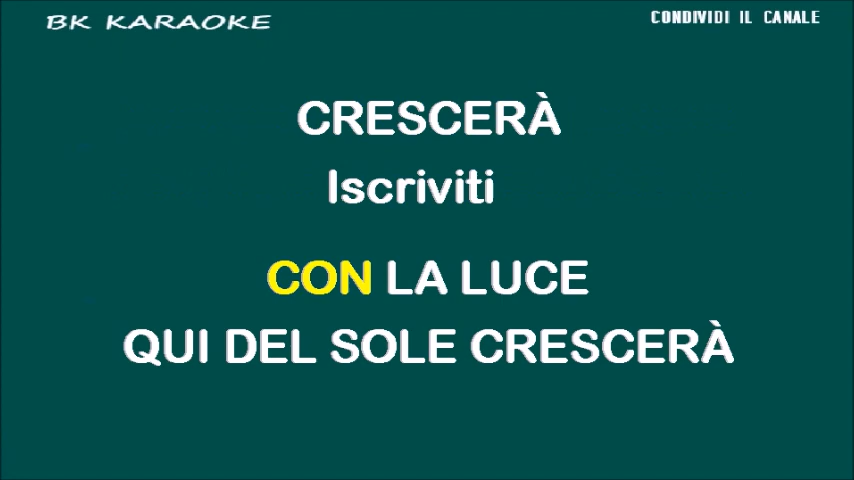 BK KARAOKE
CONDIVIDI IL CANALE
CRESCERÀ
Iscriviti
CON LA LUCE
QUI DEL SOLE CRESCERÀ